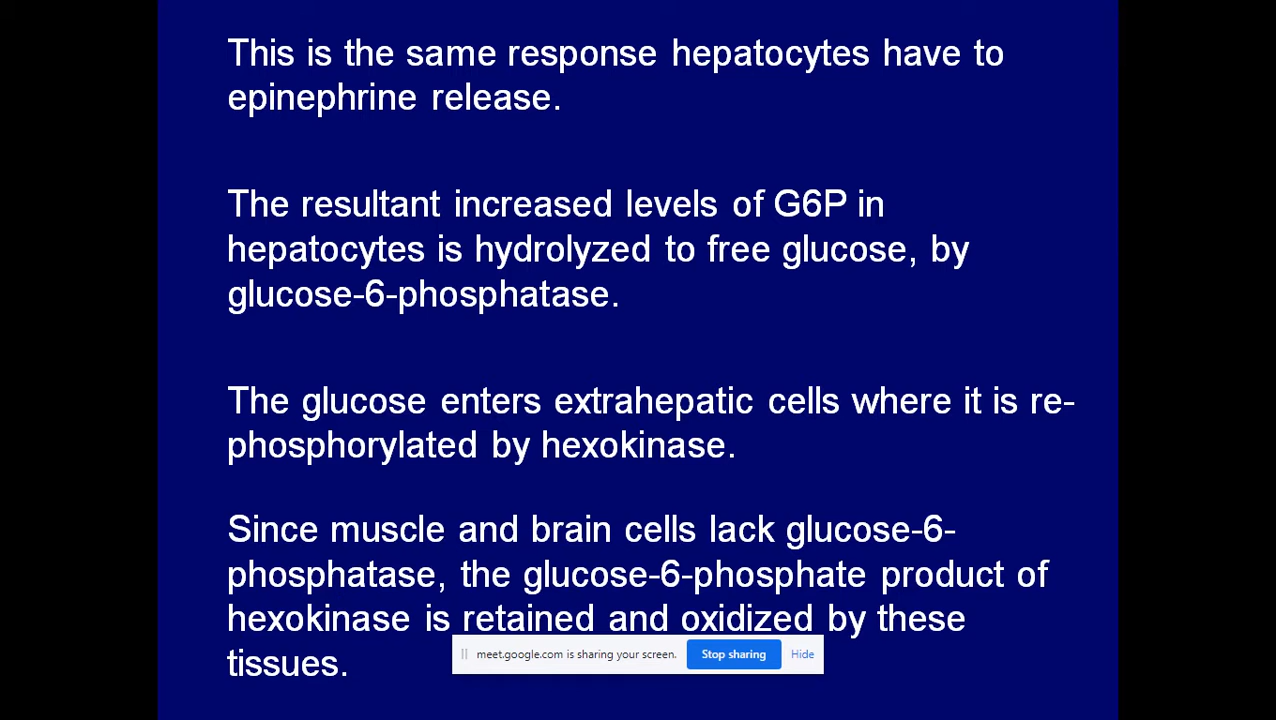 This is the same response hepatocytes have to
epinephrine release.
The resultant increased levels of G6P in
hepatocytes is hydrolyzed to free glucose, by
glucose-6-phosphatase.
The glucose enters extrahepatic cells where it is re-
phosphorylated by hexokinase.
Since muscle and brain cells lack glucose-6-
phosphatase, the glucose-6-phosphate product of
hexokinase is retained and oxidized by these
tissues.
meet.google.com is sharing your screen. Stop sharing Hide